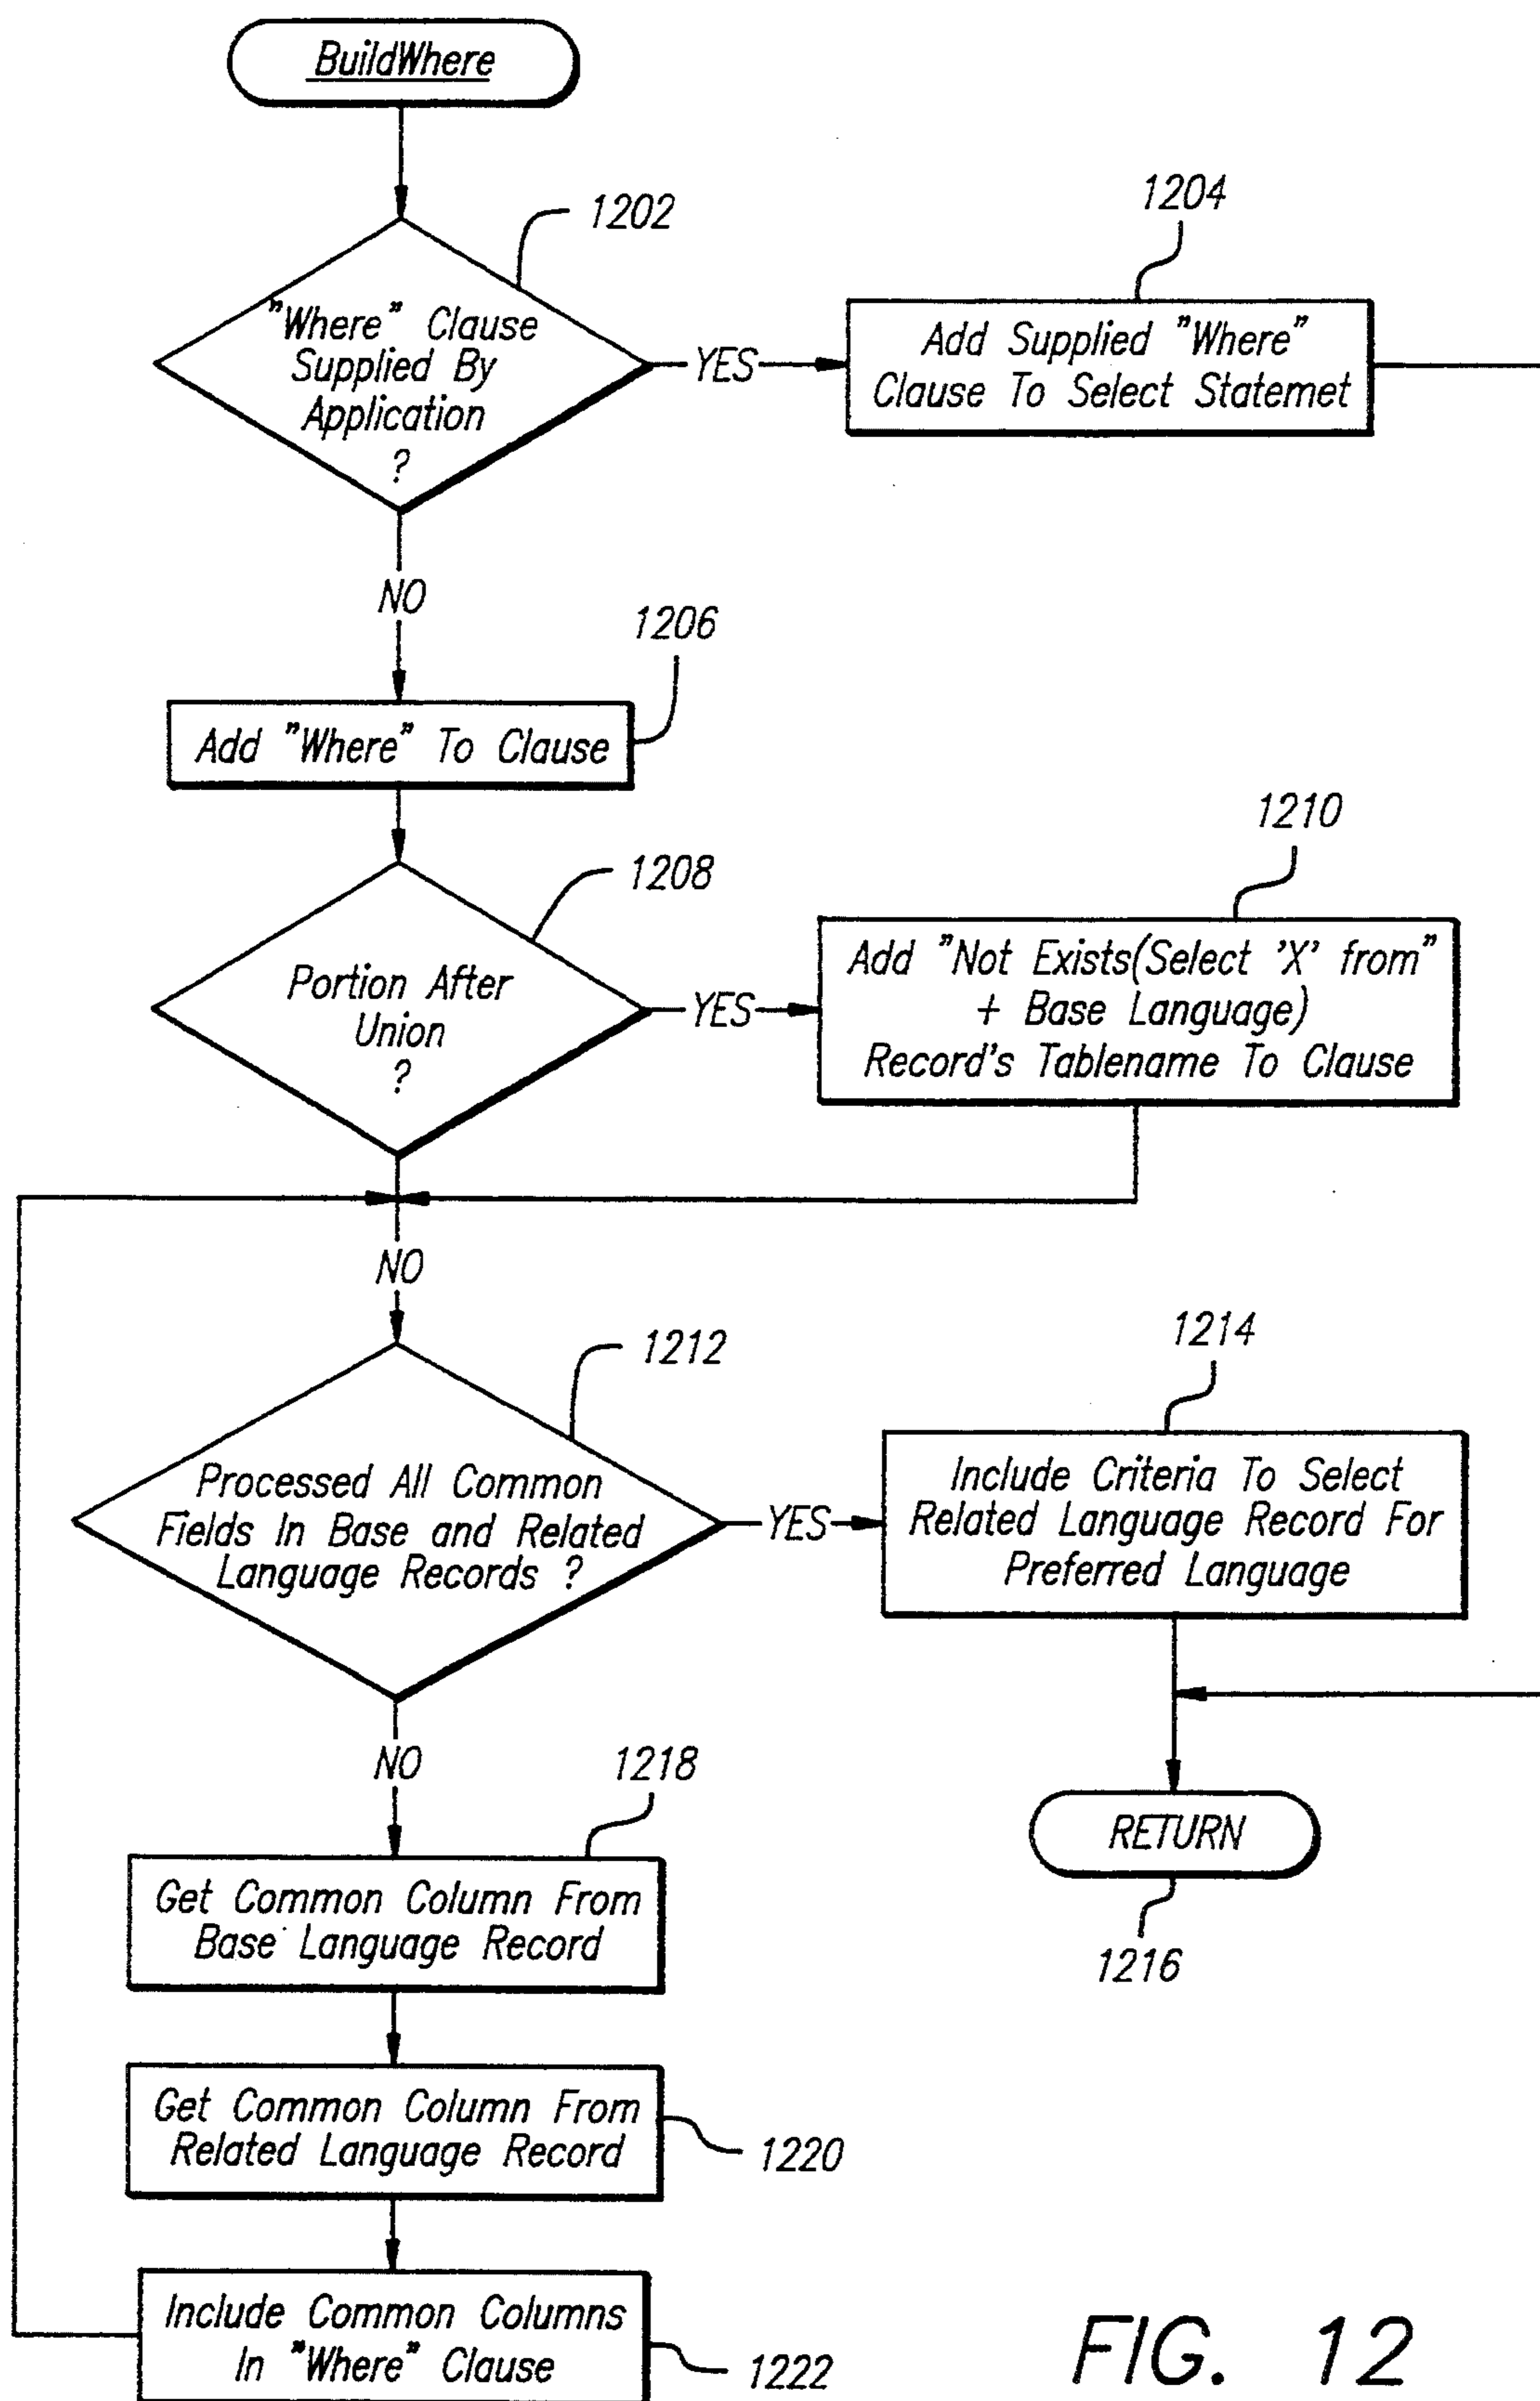 BuildWhere
1202
"Where" Clause
Supplied By
Application
?
YES
1204
Add Supplied "Where"
Clause To Select Statemet
NO
1206
Add "Where" To Clause
1208
Portion After
Union
?
YES
1210
Add "Not Exists(Select 'X' from"
+ Base Language)
Record's Tablename To Clause
NO
1212
Processed All Common
Fields In Base and Related
Language Records ?
YES
1214
Include Criteria To Select
Related Language Record For
Preferred Language
NO
1218
Get Common Column From
Base Language Record
RETURN
1216
Get Common Column From
Related Language Record
1220
Include Common Columns
In "Where" Clause
1222
FIG. 12